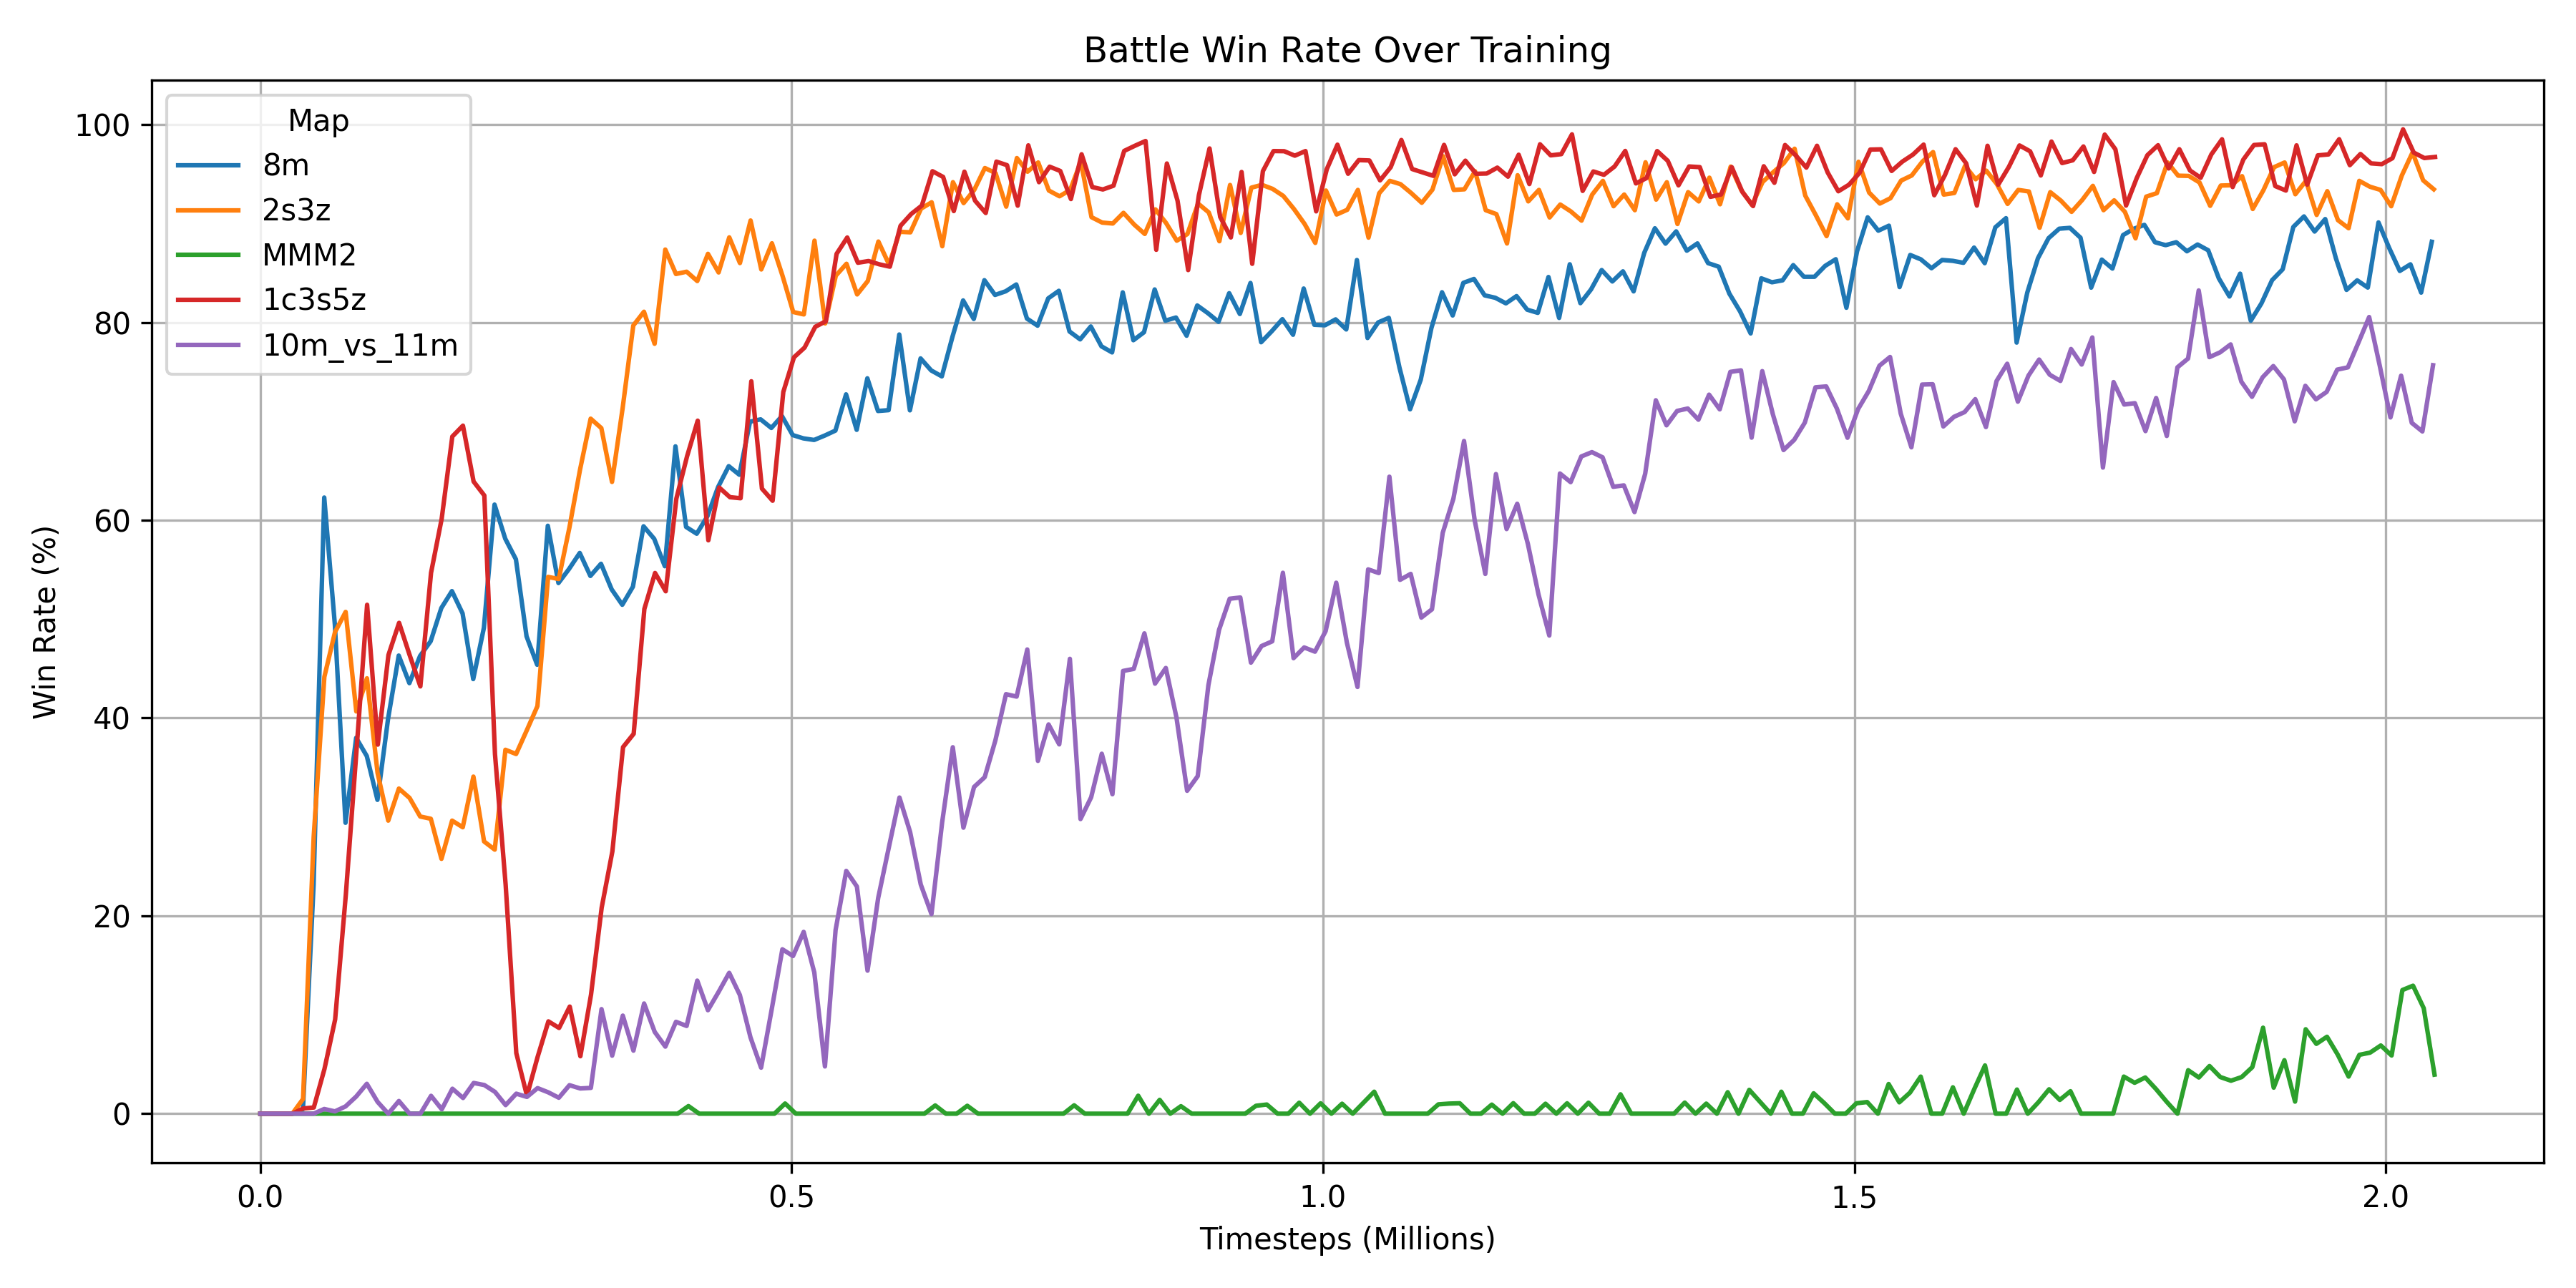 Battle Win Rate Over Training
Map
8m
2s3z
MMM2
1c3s5z
10m_vs_11m
Win Rate (%)
100
80
60
40
20
0
0.0 0.5 1.0 1.5 2.0
Timesteps (Millions)